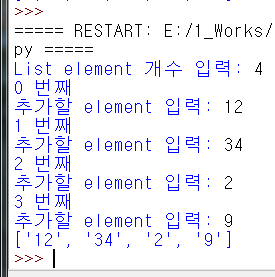 >>>
===== RESTART: E:/1_Works/
py =====
List element 개수 입력: 4
0 번째
추가할 element 입력: 12
1 번째
추가할 element 입력: 34
2 번째
추가할 element 입력: 2
3 번째
추가할 element 입력: 9
['12', '34', '2', '9']
>>>